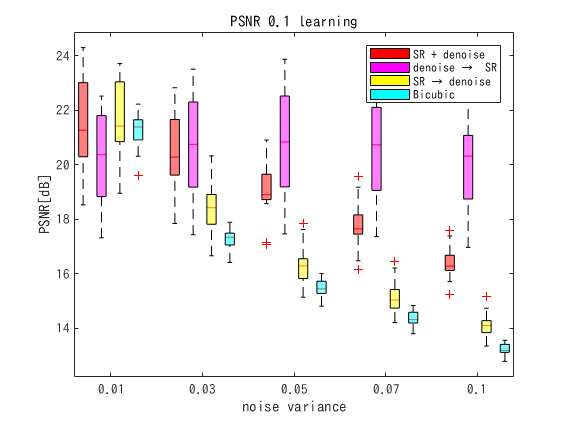 PSNR 0.1 learning
SR + denoise
denoise → SR
SR → denoise
Bicubic
PSNR[dB]
24
22
20
18
16
14
0.01 0.03 0.05 0.07 0.1
noise variance